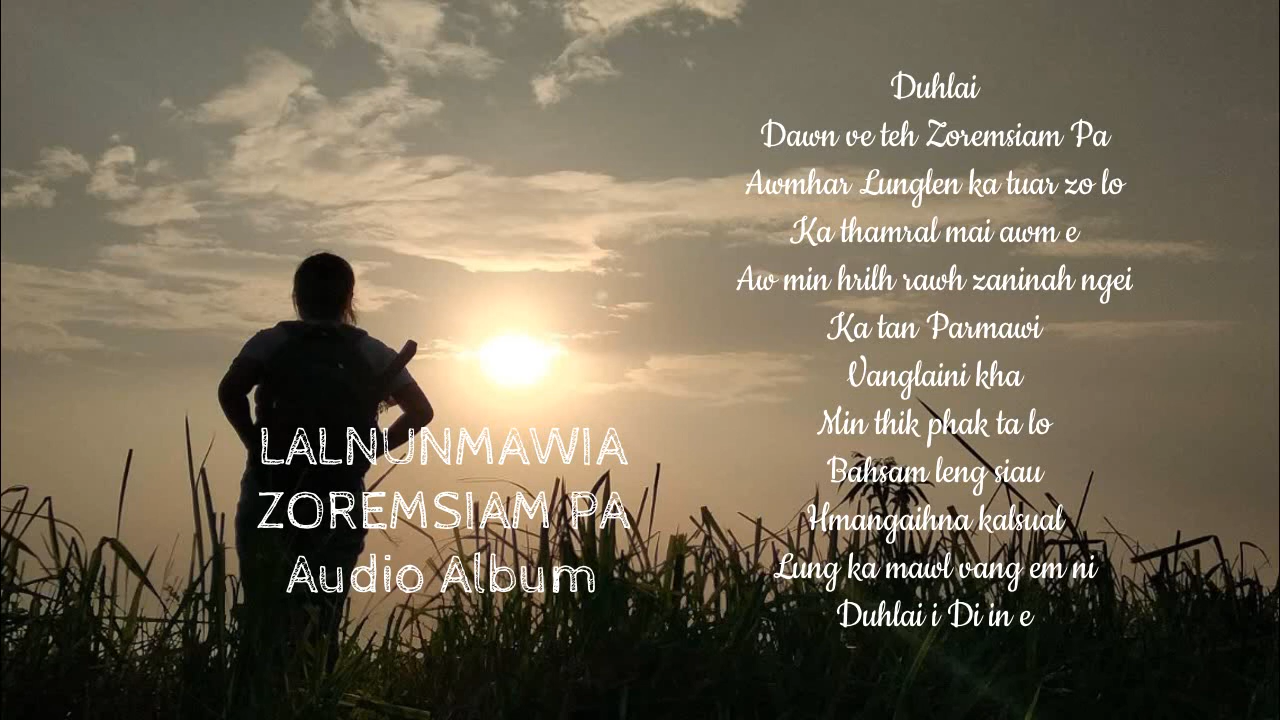 LALNUNMAWIA
ZOREMSIAM PA
Audio Album
Duhlai
Dawn ve teh Zoremsiam Pa
Awmhar Lunglen ka tuar zo lo
Ka thamral mai awm e
Aw min hrilh rawh zaninah ngei
Ka tan Parmawi
Vanglaini kha
Min thik phak ta lo
Bahsam leng siau
Hmangaihna kalsual
Lung ka mawl vang em ni
Duhlai i Di in e